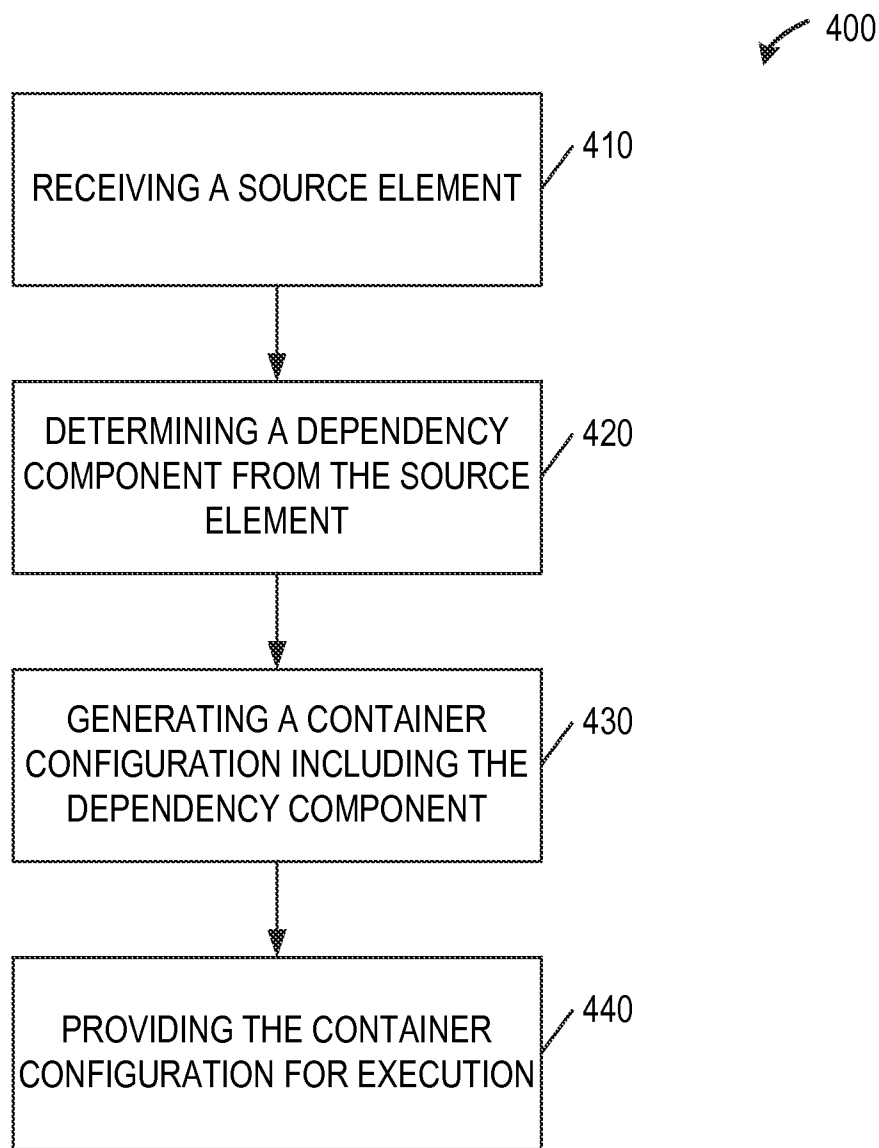 400
RECEIVING A SOURCE ELEMENT
410
DETERMINING A DEPENDENCY
COMPONENT FROM THE SOURCE
ELEMENT
420
GENERATING A CONTAINER
CONFIGURATION INCLUDING THE
DEPENDENCY COMPONENT
430
PROVIDING THE CONTAINER
CONFIGURATION FOR EXECUTION
440